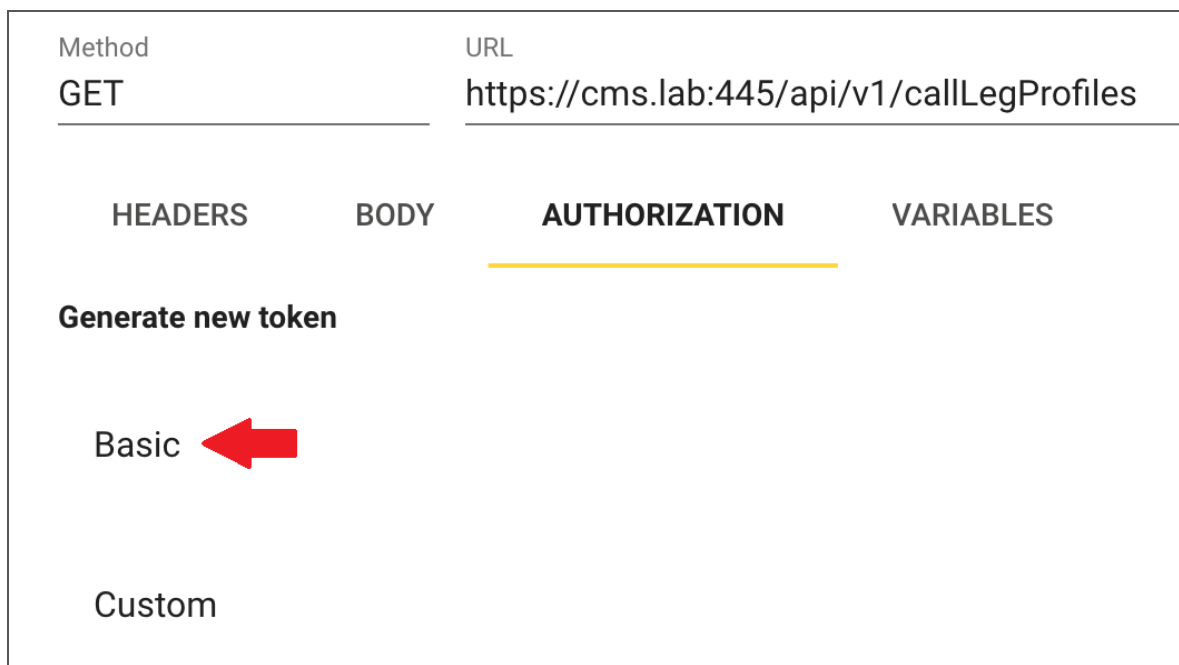 Method URL
GET https://cms.lab:445/api/v1/callLegProfiles
HEADERS BODY AUTHORIZATION VARIABLES
Generate new token
Basic
Custom